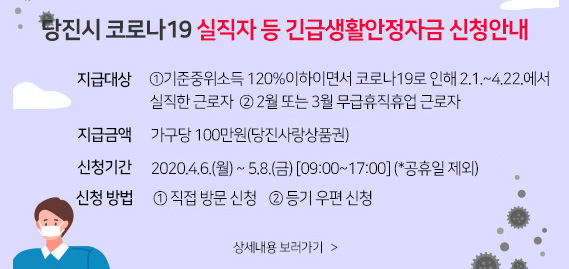 당진시 코로나19 실직자 등 긴급생활안정자금 신청안내
지급대상 ①기준중위소득 120%이하이면서 코로나19로 인해 2.1.~4.22.에서
실직한 근로자 ② 2월 또는 3월 무급휴직휴업 근로자
지급금액 가구당 100만원(당진사랑상품권)
신청기간 2020.4.6.(월) ~ 5.8.(금) [09:00~17:00] (*공휴일 제외)
신청 방법 ① 직접 방문 신청 ② 등기 우편 신청
상세내용 보러가기 >